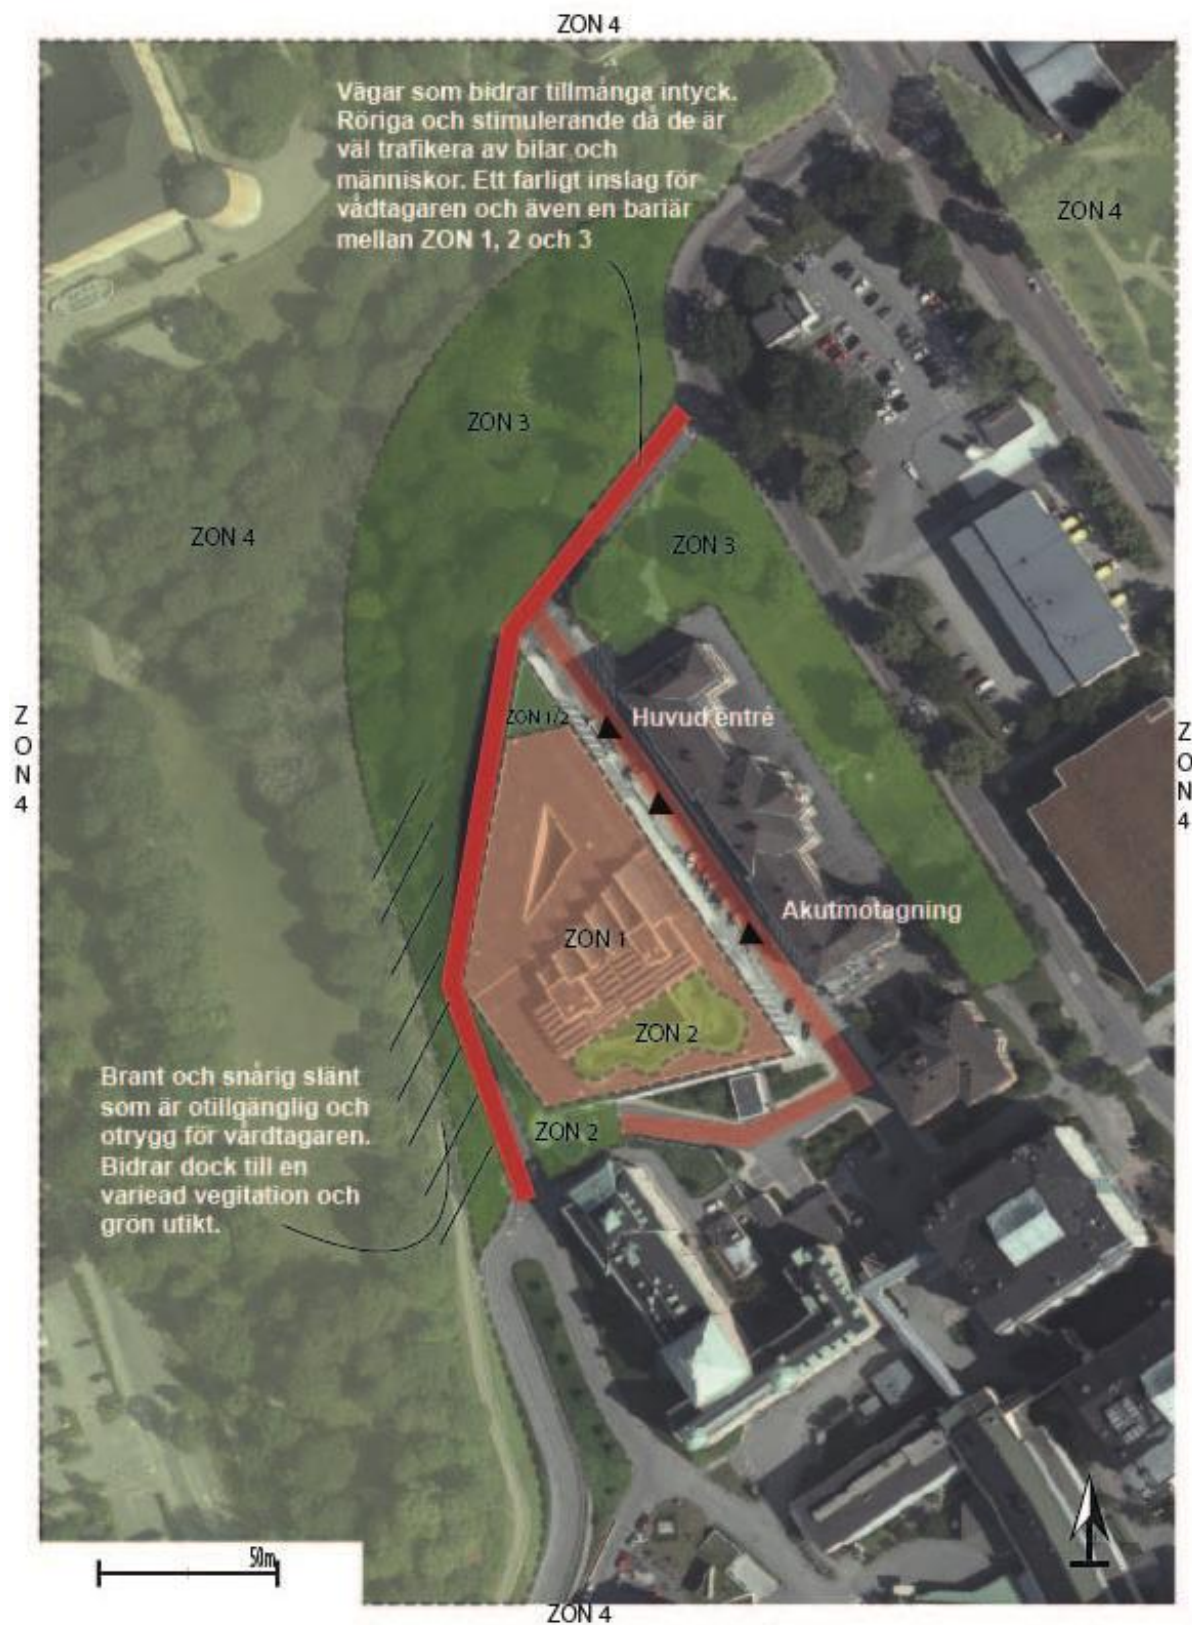 ZON 4
Vägar som bidrar tillmånga intyck.
Röriga och stimulerande då de är
väl trafikera av bilar och
människor. Ett farligt inslag för
vådtagaren och även en bariär
mellan ZON 1, 2 och 3
ZON 4
ZON 3
ZON 4
ZON 3
ZON 4
ZON 1/2
Huvud entré
ZON 4
Akutmotagning
ZON 1
ZON 2
Brant och snårig slänt
som är otillgänglig och
otrygg för vårdtagaren.
Bidrar dock till en
variead vegitation och
grön utikt.
ZON 2
50m
ZON 4